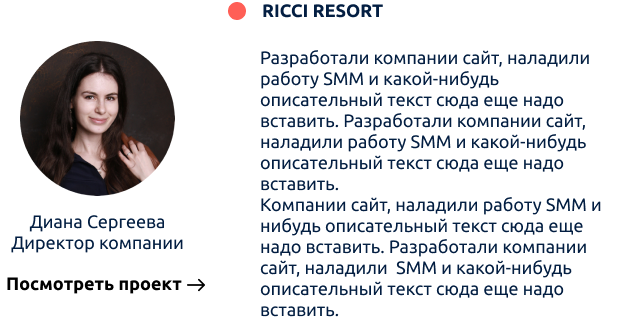 RICCI RESORT
Разработали компании сайт, наладили
работу SMM и какой-нибудь
описательный текст сюда еще надо
вставить. Разработали компании сайт,
наладили работу SMM и какой-нибудь
описательный текст сюда еще надо
вставить.
Компании сайт, наладили работу SMM и
нибудь описательный текст сюда еще
надо вставить. Разработали компании
сайт, наладили  SMM и какой-нибудь
описательный текст сюда еще надо
вставить.
Диана Сергеева
Директор компании
Посмотреть проект →